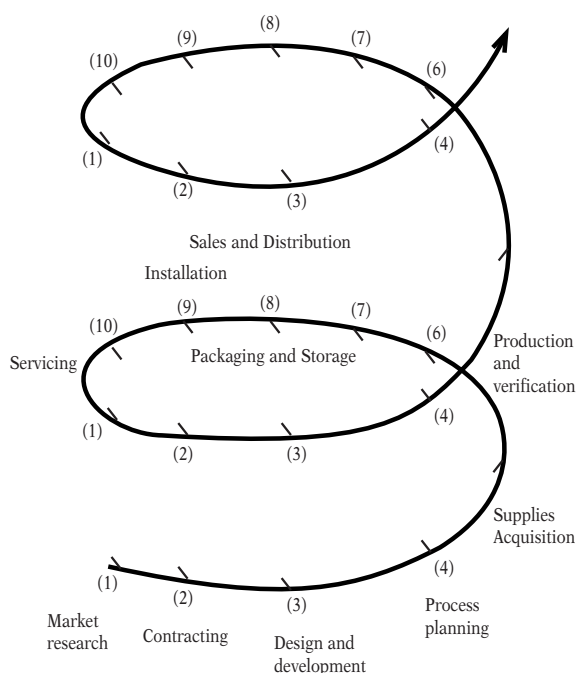 (8)
(9)
(7)
(10)
(6)
(1)
(4)
(2)
(3)
Sales and Distribution
Installation
(8)
(9)
(7)
(10)
(6)
Production
and
verification
Servicing
Packaging and Storage
(1)
(4)
(2)
(3)
Supplies
Acquisition
(1)
(2)
(3)
(4)
Market
research
Contracting
Design and
development
Process
planning